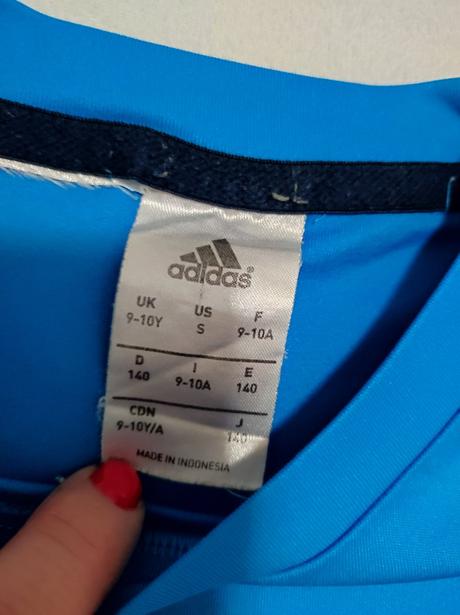 adidas®
UK US F
9-10Y S 9-10A
D I E
140 9-10A 140
CDN J
9-10Y/A 140
MADE IN INDONESIA